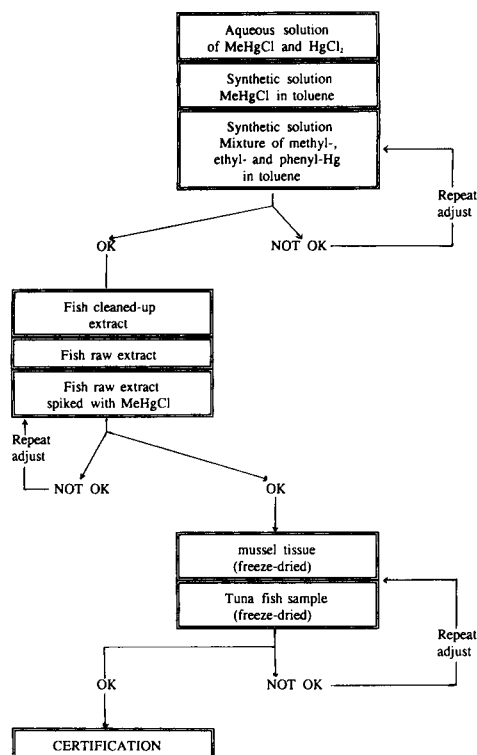 Aqueous solution
of MeHgCl and HgCl₂
Synthetic solution
MeHgCl in toluene
Synthetic solution
Mixture of methyl-,
ethyl- and phenyl-Hg
in toluene
Repeat
adjust
OK
NOT OK
Fish cleaned-up
extract
Fish raw extract
Fish raw extract
spiked with MeHgCl
Repeat
adjust
NOT OK
OK
mussel tissue
(freeze-dried)
Tuna fish sample
(freeze-dried)
Repeat
adjust
OK
NOT OK
CERTIFICATION